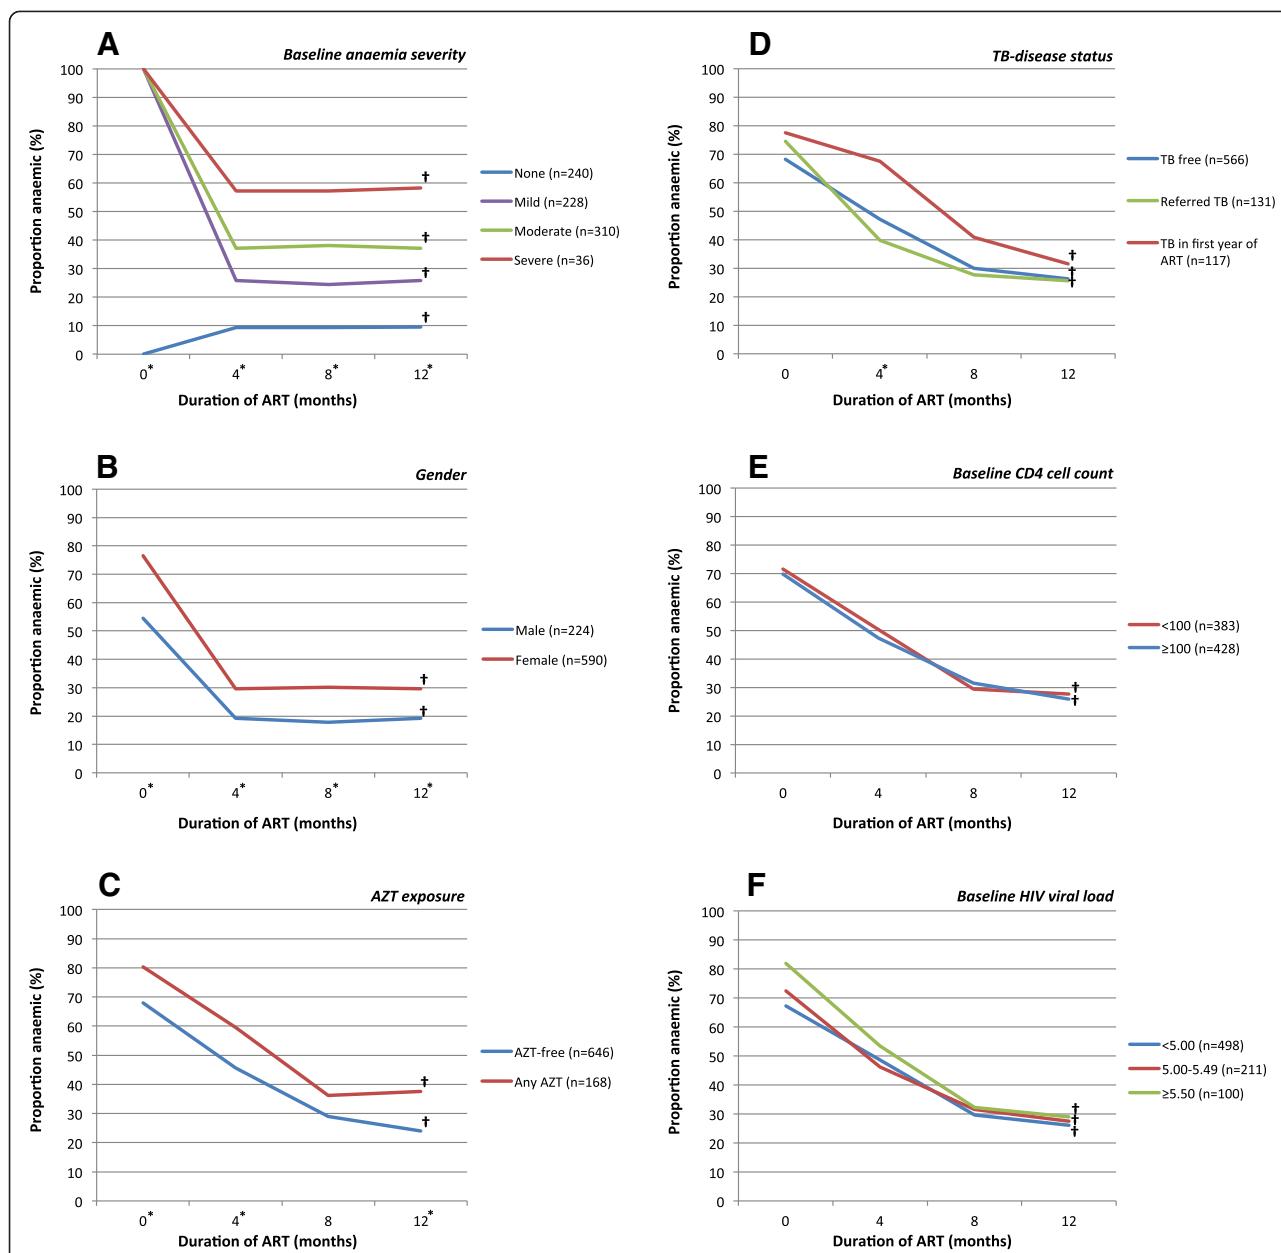 A
Baseline anaemia severity
Proportion anaemic (%)
100
90
80
70
60
50
40
30
20
10
0
†
†
†
†
0* 4* 8* 12*
Duration of ART (months)
None (n=240)
Mild (n=228)
Moderate (n=310)
Severe (n=36)
D
TB-disease status
Proportion anaemic (%)
100
90
80
70
60
50
40
30
20
10
0
†
†
†
0 4* 8 12
Duration of ART (months)
TB free (n=566)
Referred TB (n=131)
TB in first year of
ART (n=117)
B
Gender
Proportion anaemic (%)
100
90
80
70
60
50
40
30
20
10
0
†
†
0* 4* 8* 12*
Duration of ART (months)
Male (n=224)
Female (n=590)
E
Baseline CD4 cell count
Proportion anaemic (%)
100
90
80
70
60
50
40
30
20
10
0
†
†
0 4 8 12
Duration of ART (months)
<100 (n=383)
≥100 (n=428)
C
AZT exposure
Proportion anaemic (%)
100
90
80
70
60
50
40
30
20
10
0
†
†
0* 4* 8 12*
Duration of ART (months)
AZT-free (n=646)
Any AZT (n=168)
F
Baseline HIV viral load
Proportion anaemic (%)
100
90
80
70
60
50
40
30
20
10
0
†
†
†
0 4 8 12
Duration of ART (months)
<5.00 (n=498)
5.00-5.49 (n=211)
≥5.50 (n=100)